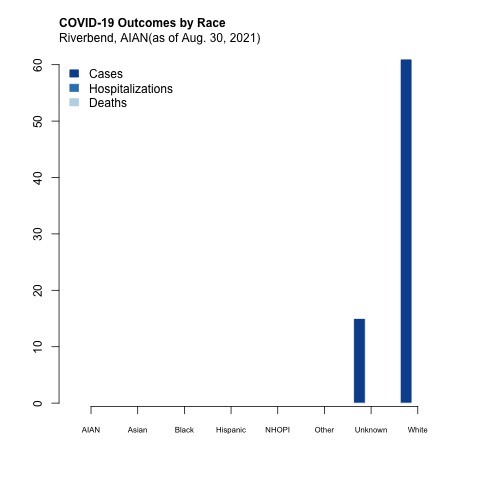 COVID-19 Outcomes by Race
Riverbend, AIAN(as of Aug. 30, 2021)
Cases
Hospitalizations
Deaths
60
50
40
30
20
10
0
AIAN Asian Black Hispanic NHOPI Other Unknown White